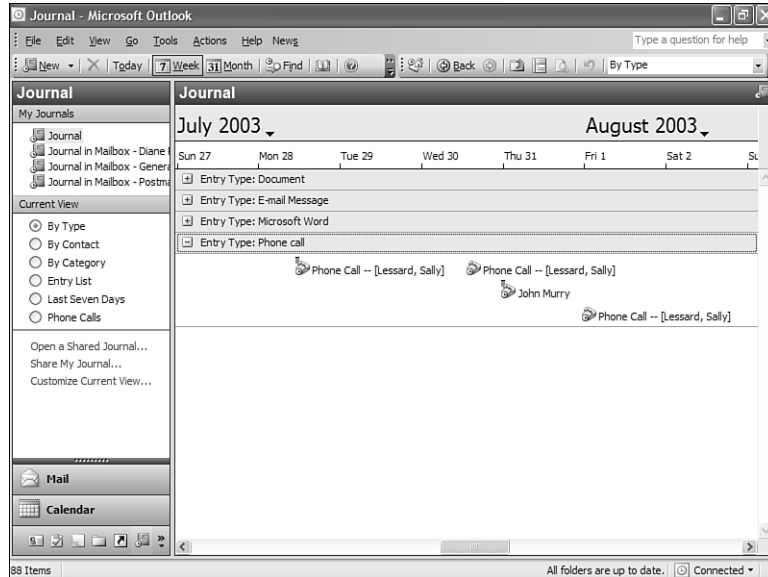 Journal - Microsoft Outlook
File Edit View Go Tools Actions Help News
Type a question for help
New Today 7 Week 31 Month Find Back By Type
Journal
My Journals
Journal
Journal in Mailbox - Diane
Journal in Mailbox - Genera
Journal in Mailbox - Postma
Current View
By Type
By Contact
By Category
Entry List
Last Seven Days
Phone Calls
Open a Shared Journal...
Share My Journal...
Customize Current View...
Mail
Calendar
Journal
July 2003 August 2003
Sun 27 Mon 28 Tue 29 Wed 30 Thu 31 Fri 1 Sat 2 Su
Entry Type: Document
Entry Type: E-mail Message
Entry Type: Microsoft Word
Entry Type: Phone call
Phone Call -- [Lessard, Sally] Phone Call -- [Lessard, Sally]
John Murry
Phone Call -- [Lessard, Sally]
88 Items
All folders are up to date. Connected